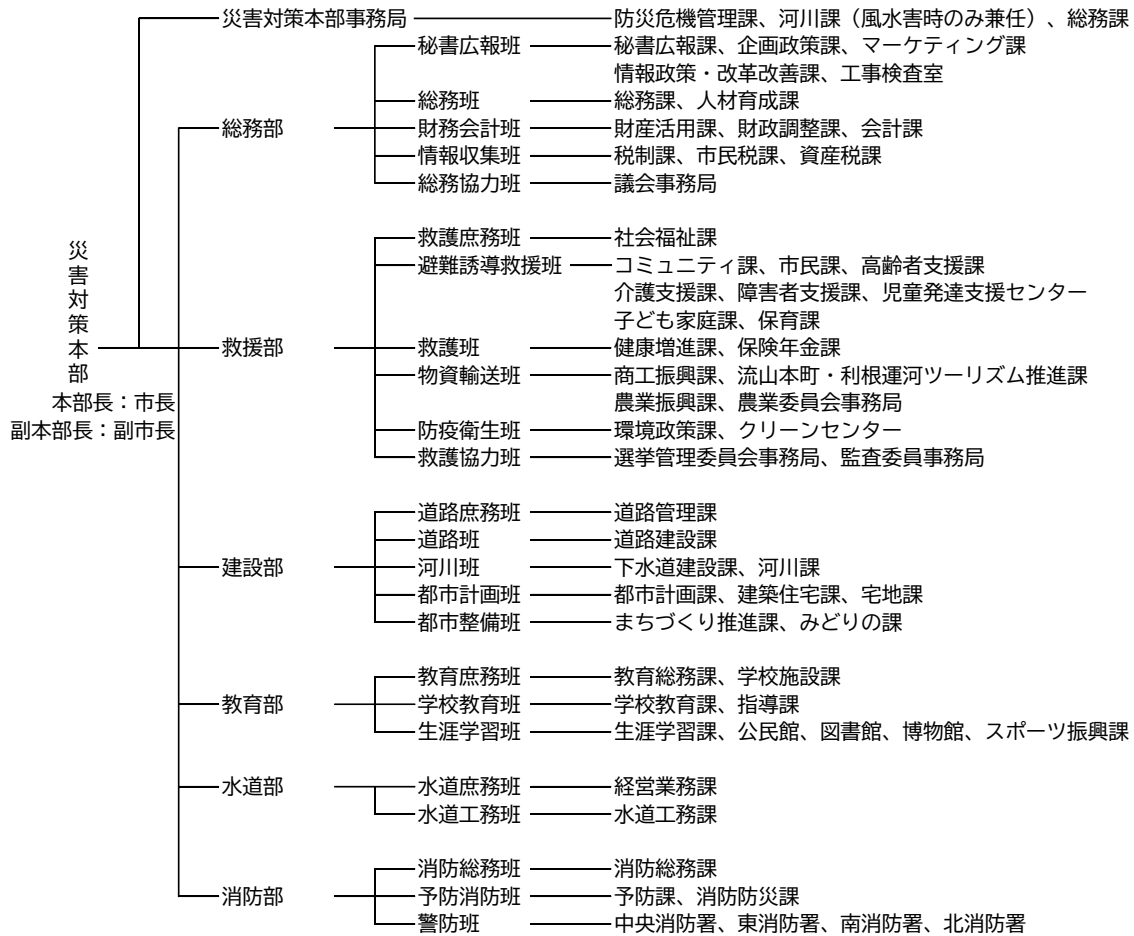 災害対策本部事務局 防災危機管理課、河川課（風水害時のみ兼任）、総務課
秘書広報班 秘書広報課、企画政策課、マーケティング課
情報政策・改革改善課、工事検査室
総務班 総務課、人材育成課
総務部 財務会計班 財産活用課、財政調整課、会計課
情報収集班 税制課、市民税課、資産税課
総務協力班 議会事務局
災害対策本部
本部長：市長
副本部長：副市長
救護庶務班 社会福祉課
避難誘導救援班 コミュニティ課、市民課、高齢者支援課
介護支援課、障害者支援課、児童発達支援センター
子ども家庭課、保育課
救援部 救護班 健康増進課、保険年金課
物資輸送班 商工振興課、流山本町・利根運河ツーリズム推進課
農業振興課、農業委員会事務局
防疫衛生班 環境政策課、クリーンセンター
救護協力班 選挙管理委員会事務局、監査委員事務局
道路庶務班 道路管理課
道路班 道路建設課
建設部 河川班 下水道建設課、河川課
都市計画班 都市計画課、建築住宅課、宅地課
都市整備班 まちづくり推進課、みどりの課
教育庶務班 教育総務課、学校施設課
教育部 学校教育班 学校教育課、指導課
生涯学習班 生涯学習課、公民館、図書館、博物館、スポーツ振興課
水道部 水道庶務班 経営業務課
水道工務班 水道工務課
消防総務班 消防総務課
消防部 予防消防班 予防課、消防防災課
警防班 中央消防署、東消防署、南消防署、北消防署